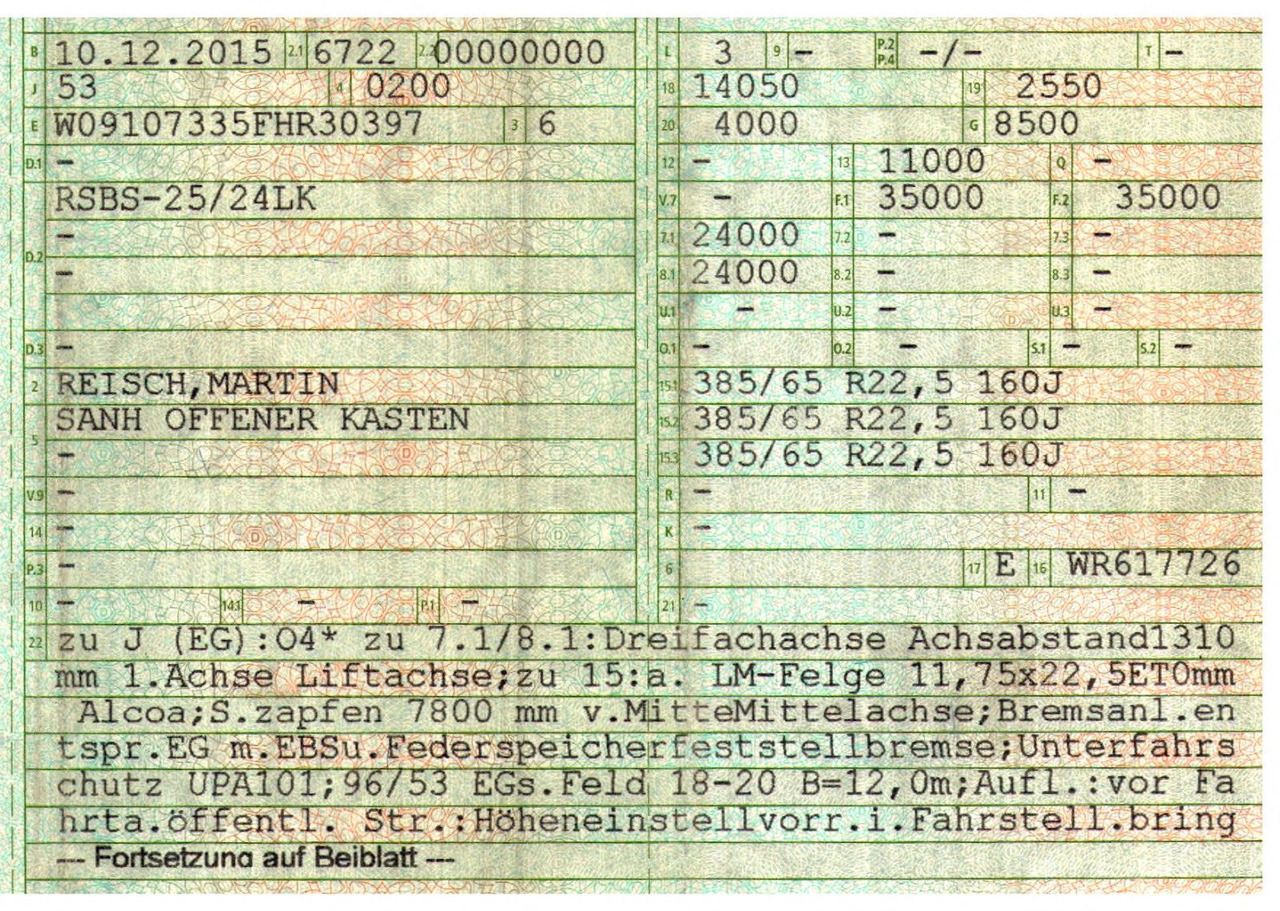 B 10.12.2015 2.1 6722 2.2 00000000
J 53 4 0200
E W09107335FHR30397 3 6
D.1 -
RSBS-25/24LK
D.2 -
-
D.3 -
2 REISCH,MARTIN
5 SANH OFFENER KASTEN
-
V.9 -
14 -
P.3 -
10 - 14.1 - P.1 -
L 3 9 - P.2 P.4 -/- T -
18 14050 19 2550
20 4000 G 8500
12 - 13 11000 Q -
V.7 - F.1 35000 F.2 35000
7.1 24000 7.2 - 7.3 -
8.1 24000 8.2 - 8.3 -
U.1 - U.2 - U.3 -
O.1 - O.2 - S.1 - S.2 -
15.1 385/65 R22,5 160J
15.2 385/65 R22,5 160J
15.3 385/65 R22,5 160J
R - 11 -
K -
6 17 E 16 WR617726
21 -
22 zu J (EG):O4* zu 7.1/8.1:Dreifachachse Achsabstand1310
mm 1.Achse Liftachse;zu 15:a. LM-Felge 11,75x22,5ET0mm
Alcoa;S.zapfen 7800 mm v.MitteMittelachse;Bremsanl.en
tspr.EG m.EBSu.Federspeicherfeststellbremse;Unterfahrs
chutz UPA101;96/53 EGs.Feld 18-20 B=12,0m;Aufl.:vor Fa
hrta.öffentl. Str.:Höheneinstellvorr.i.Fahrstell.bring
--- Fortsetzung auf Beiblatt ---